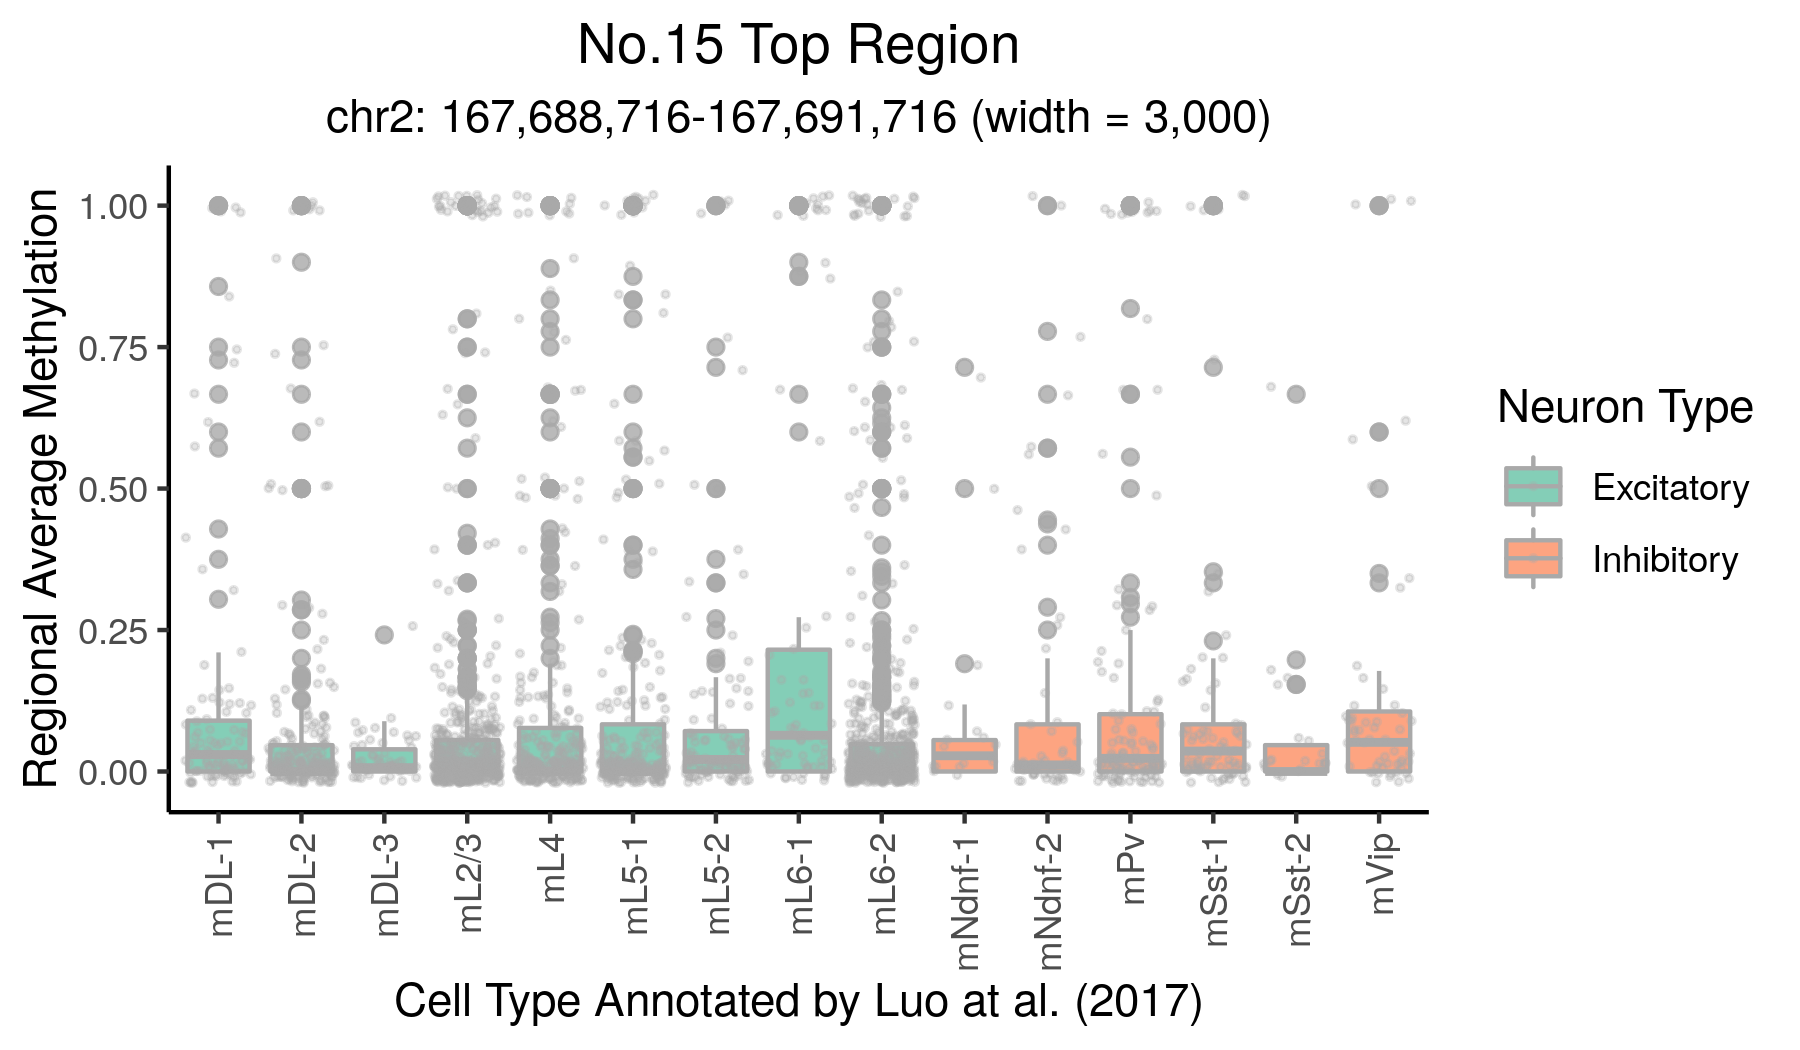 No.15 Top Region
chr2: 167,688,716-167,691,716 (width = 3,000)
Regional Average Methylation
1.00
0.75
0.50
0.25
0.00
mDL-1
mDL-2
mDL-3
mL2/3
mL4
mL5-1
mL5-2
mL6-1
mL6-2
mNdnf-1
mNdnf-2
mPv
mSst-1
mSst-2
mVip
Cell Type Annotated by Luo at al. (2017)
Neuron Type
Excitatory
Inhibitory